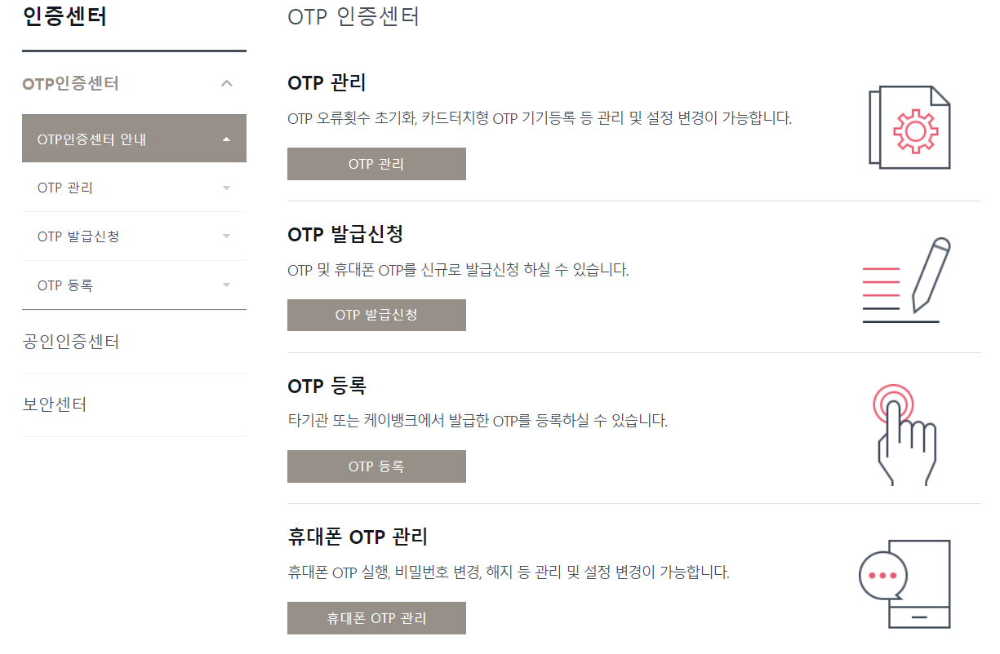 인증센터
OTP인증센터
OTP인증센터 안내
OTP 관리
OTP 발급신청
OTP 등록
공인인증센터
보안센터
OTP 인증센터
OTP 관리
OTP 오류횟수 초기화, 카드터치형 OTP 기기등록 등 관리 및 설정 변경이 가능합니다.
OTP 관리
OTP 발급신청
OTP 및 휴대폰 OTP를 신규로 발급신청 하실 수 있습니다.
OTP 발급신청
OTP 등록
타기관 또는 케이뱅크에서 발급한 OTP를 등록하실 수 있습니다.
OTP 등록
휴대폰 OTP 관리
휴대폰 OTP 실행, 비밀번호 변경, 해지 등 관리 및 설정 변경이 가능합니다.
휴대폰 OTP 관리